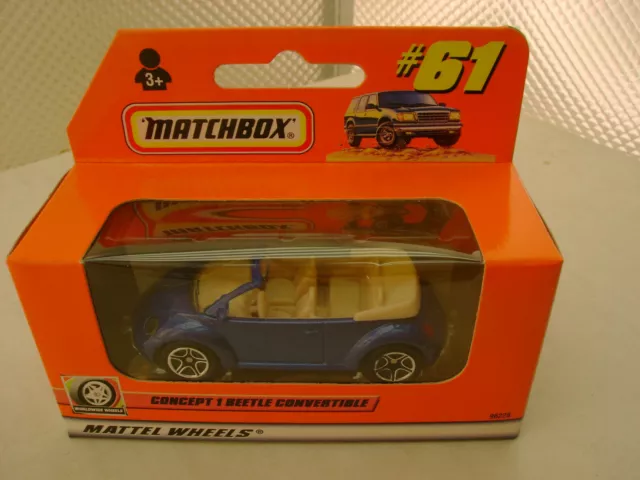 #61
3+
MATCHBOX®
CONCEPT 1 BEETLE CONVERTIBLE
MATTEL WHEELS®